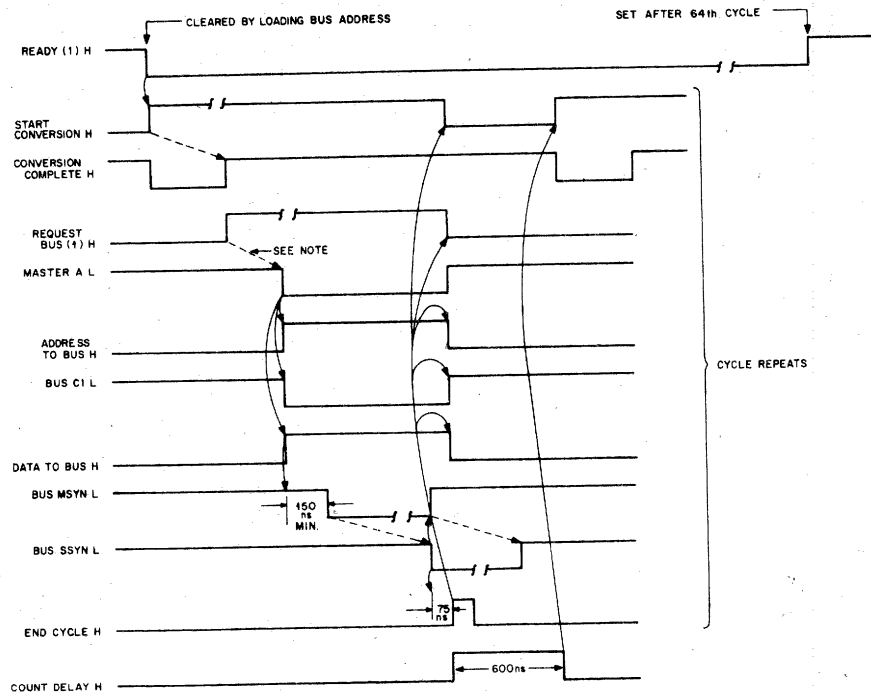 CLEARED BY LOADING BUS ADDRESS
SET AFTER 64th CYCLE
READY (1) H
START
CONVERSION H
CONVERSION
COMPLETE H
REQUEST
BUS (1) H
SEE NOTE
MASTER A L
ADDRESS
TO BUS H
BUS C1 L
CYCLE REPEATS
DATA TO BUS H
BUS MSYN L
150
ns
MIN.
BUS SSYN L
75
ns
END CYCLE H
600ns
COUNT DELAY H